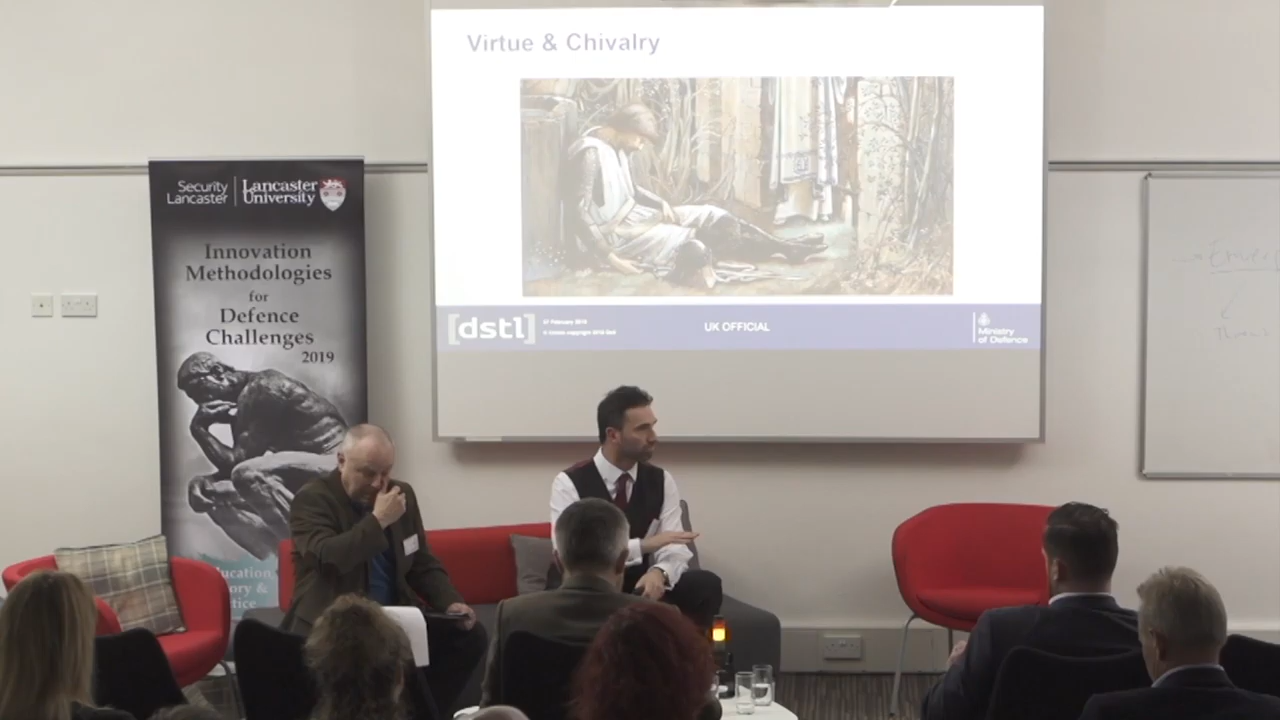 Virtue & Chivalry
Security
Lancaster
Lancaster
University
Innovation
Methodologies
for
Defence
Challenges
2019
[dstl]
UK OFFICIAL
Ministry
of Defence